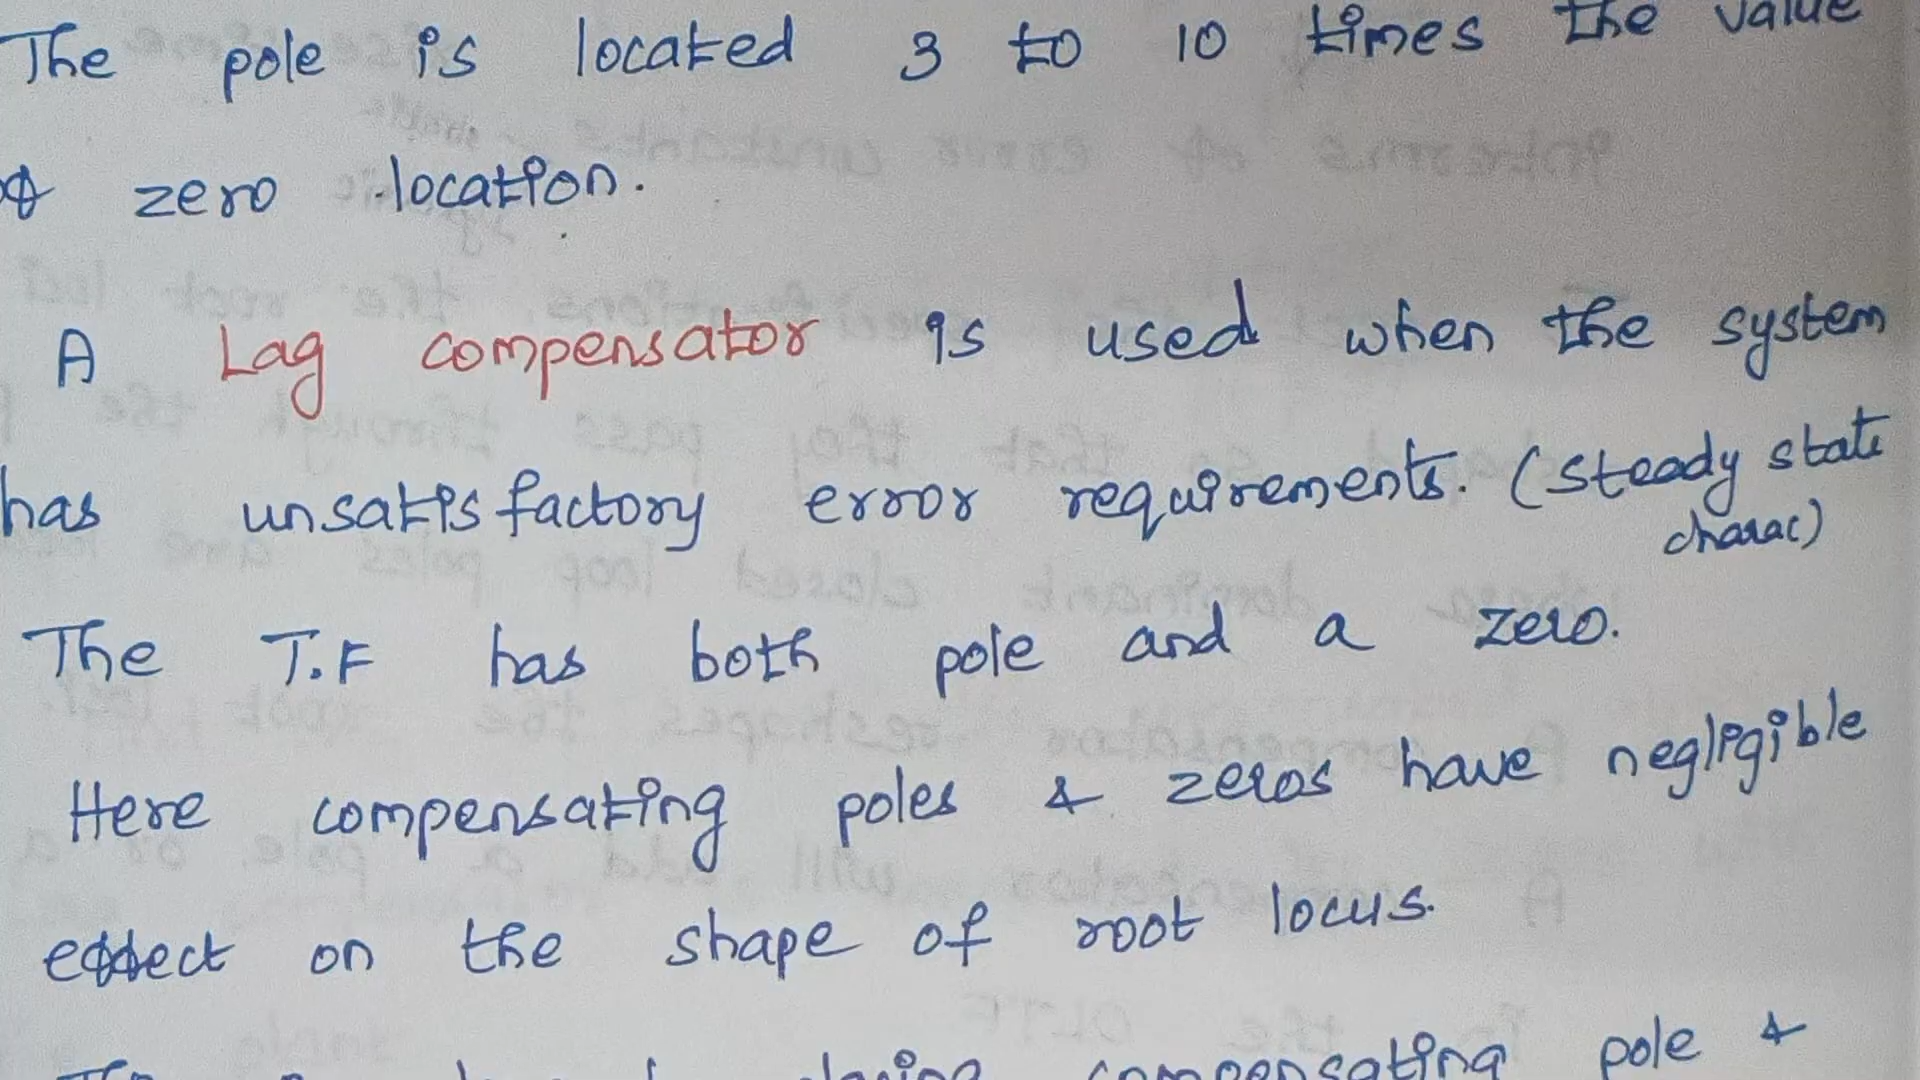 The pole is located 3 to 10 times the value
of zero location.
A Lag compensator is used when the system
has unsatisfactory error requirements. (steady state
charac)
The T.F has both pole and a zero.
Here compensating poles & zeros have negligible
effect on the shape of root locus.
compensating pole &